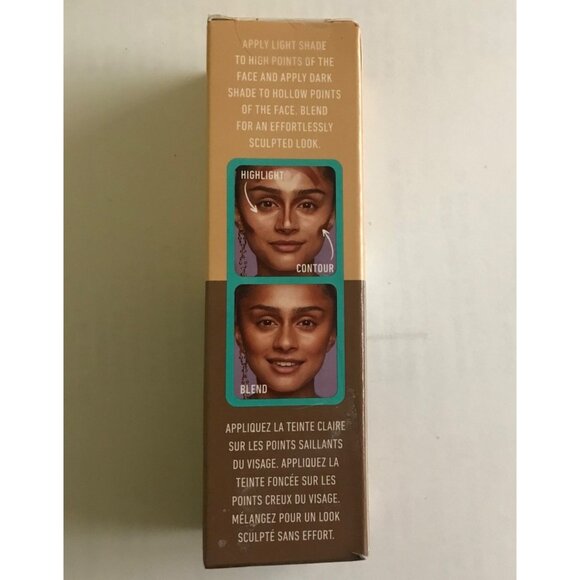 APPLY LIGHT SHADE
TO HIGH POINTS OF THE
FACE AND APPLY DARK
SHADE TO HOLLOW POINTS
OF THE FACE. BLEND
FOR AN EFFORTLESSLY
SCULPTED LOOK.
HIGHLIGHT
CONTOUR
BLEND
APPLIQUEZ LA TEINTE CLAIRE
SUR LES POINTS SAILLANTS
DU VISAGE. APPLIQUEZ LA
TEINTE FONCÉE SUR LES
POINTS CREUX DU VISAGE.
MÉLANGEZ POUR UN LOOK
SCULPTÉ SANS EFFORT.